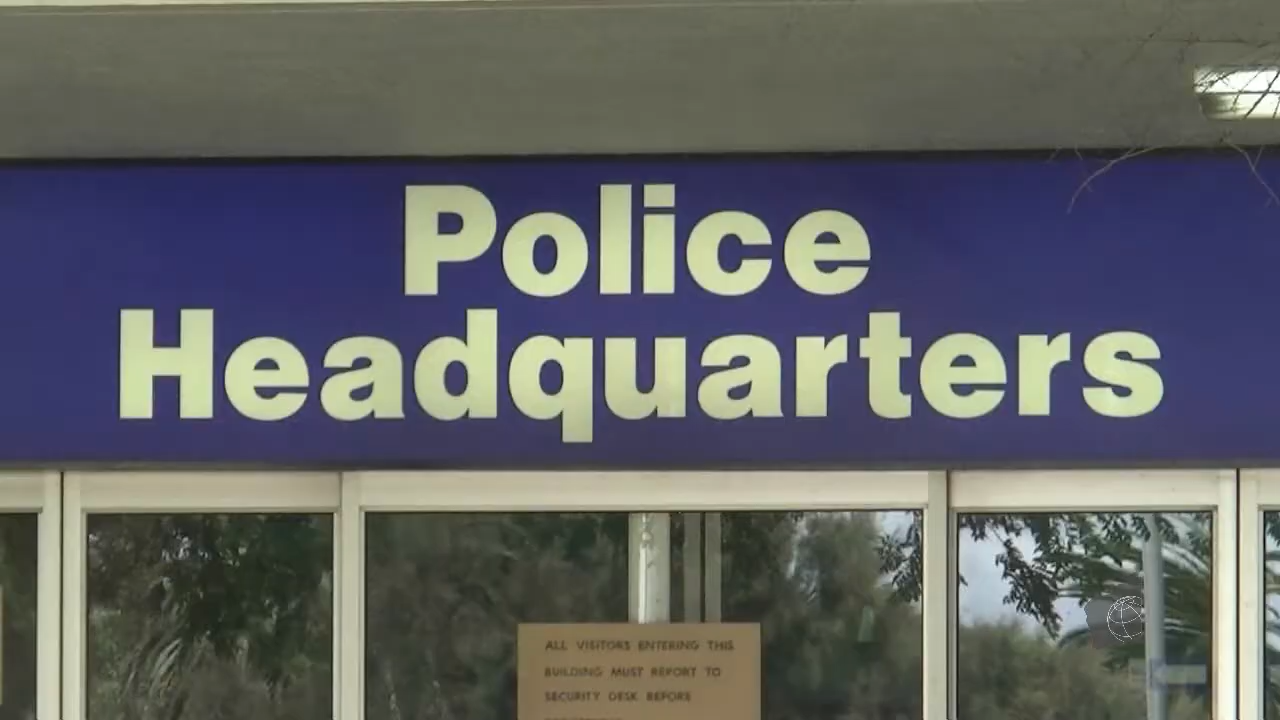 Police
Headquarters
ALL VISITORS ENTERING THIS
BUILDING MUST REPORT TO
SECURITY DESK BEFORE